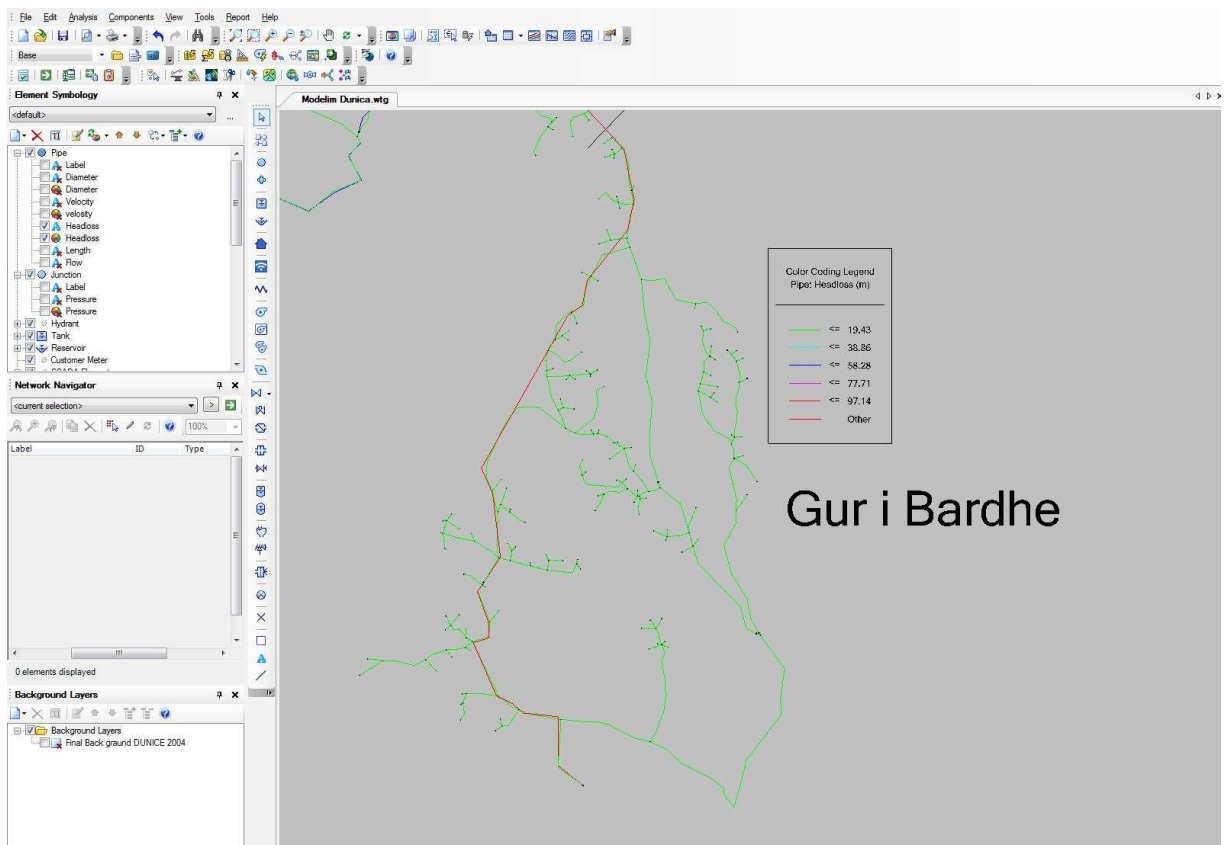 File Edit Analysis Components View Tools Report Help
Base
Element Symbology
<default>
...
Pipe
Label
Diameter
Diameter
Velocity
velosity
Headloss
Headloss
Length
Flow
Junction
Label
Pressure
Pressure
Hydrant
Tank
Reservoir
Customer Meter
Network Navigator
<current selection>
>
100%
Label ID Type
0 elements displayed
Background Layers
Background Layers
Final Back ground DUNICE 2004
Modelim Dunica.wtg
Color Coding Legend
Pipe: Headloss (m)
<= 19.43
<= 38.86
<= 58.28
<= 77.71
<= 97.14
Other
Gur i Bardhe